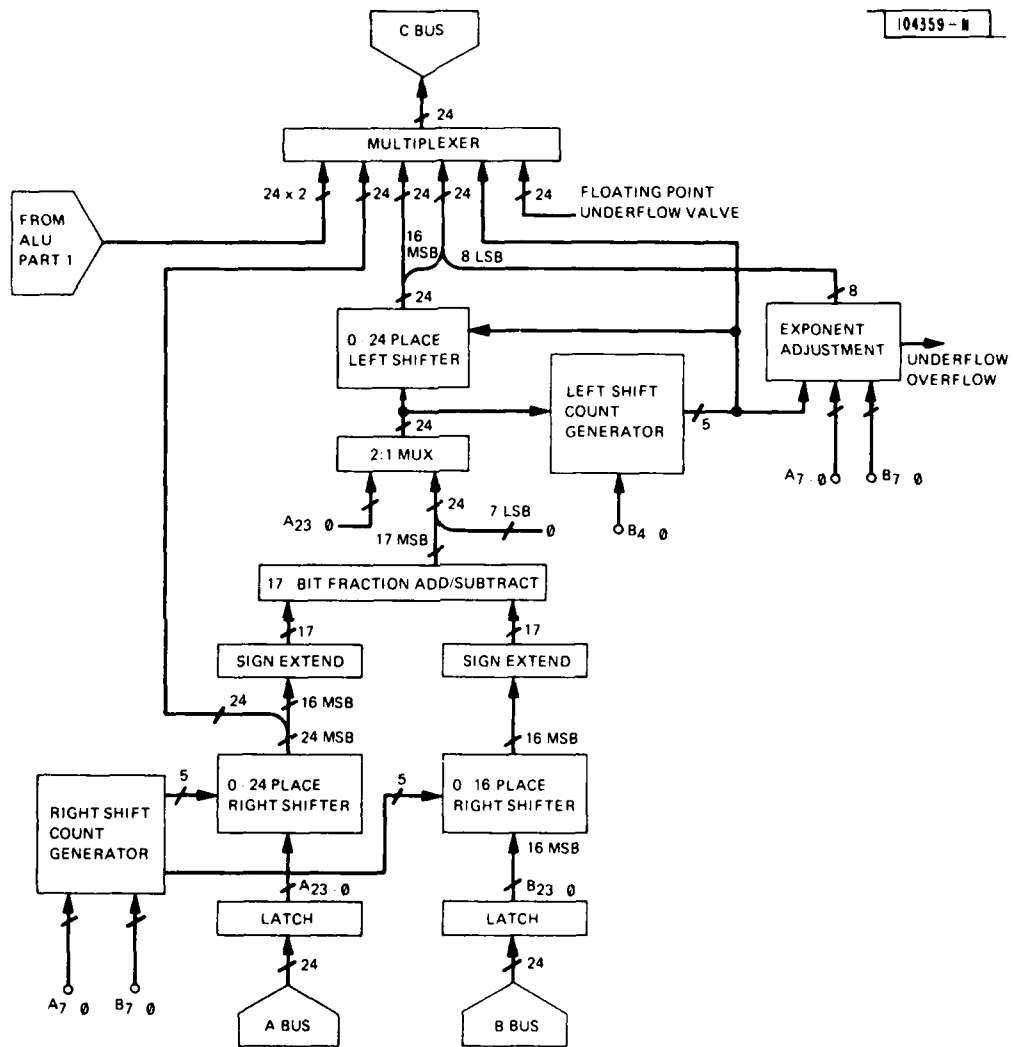 104359-N
C BUS
24
MULTIPLEXER
24 x 2
24
24
24
24
FLOATING POINT
UNDERFLOW VALVE
FROM
ALU
PART 1
16
MSB
8 LSB
24
8
0 24 PLACE
LEFT SHIFTER
EXPONENT
ADJUSTMENT
UNDERFLOW
OVERFLOW
LEFT SHIFT
COUNT
GENERATOR
5
24
2:1 MUX
A7 0
B7 0
A23 0
24
7 LSB
0
B4 0
17 MSB
17 BIT FRACTION ADD/SUBTRACT
17
17
SIGN EXTEND
SIGN EXTEND
24
16 MSB
24 MSB
16 MSB
5
0 24 PLACE
RIGHT SHIFTER
5
0 16 PLACE
RIGHT SHIFTER
RIGHT SHIFT
COUNT
GENERATOR
16 MSB
A23 0
B23 0
LATCH
LATCH
24
24
A7 0
B7 0
A BUS
B BUS